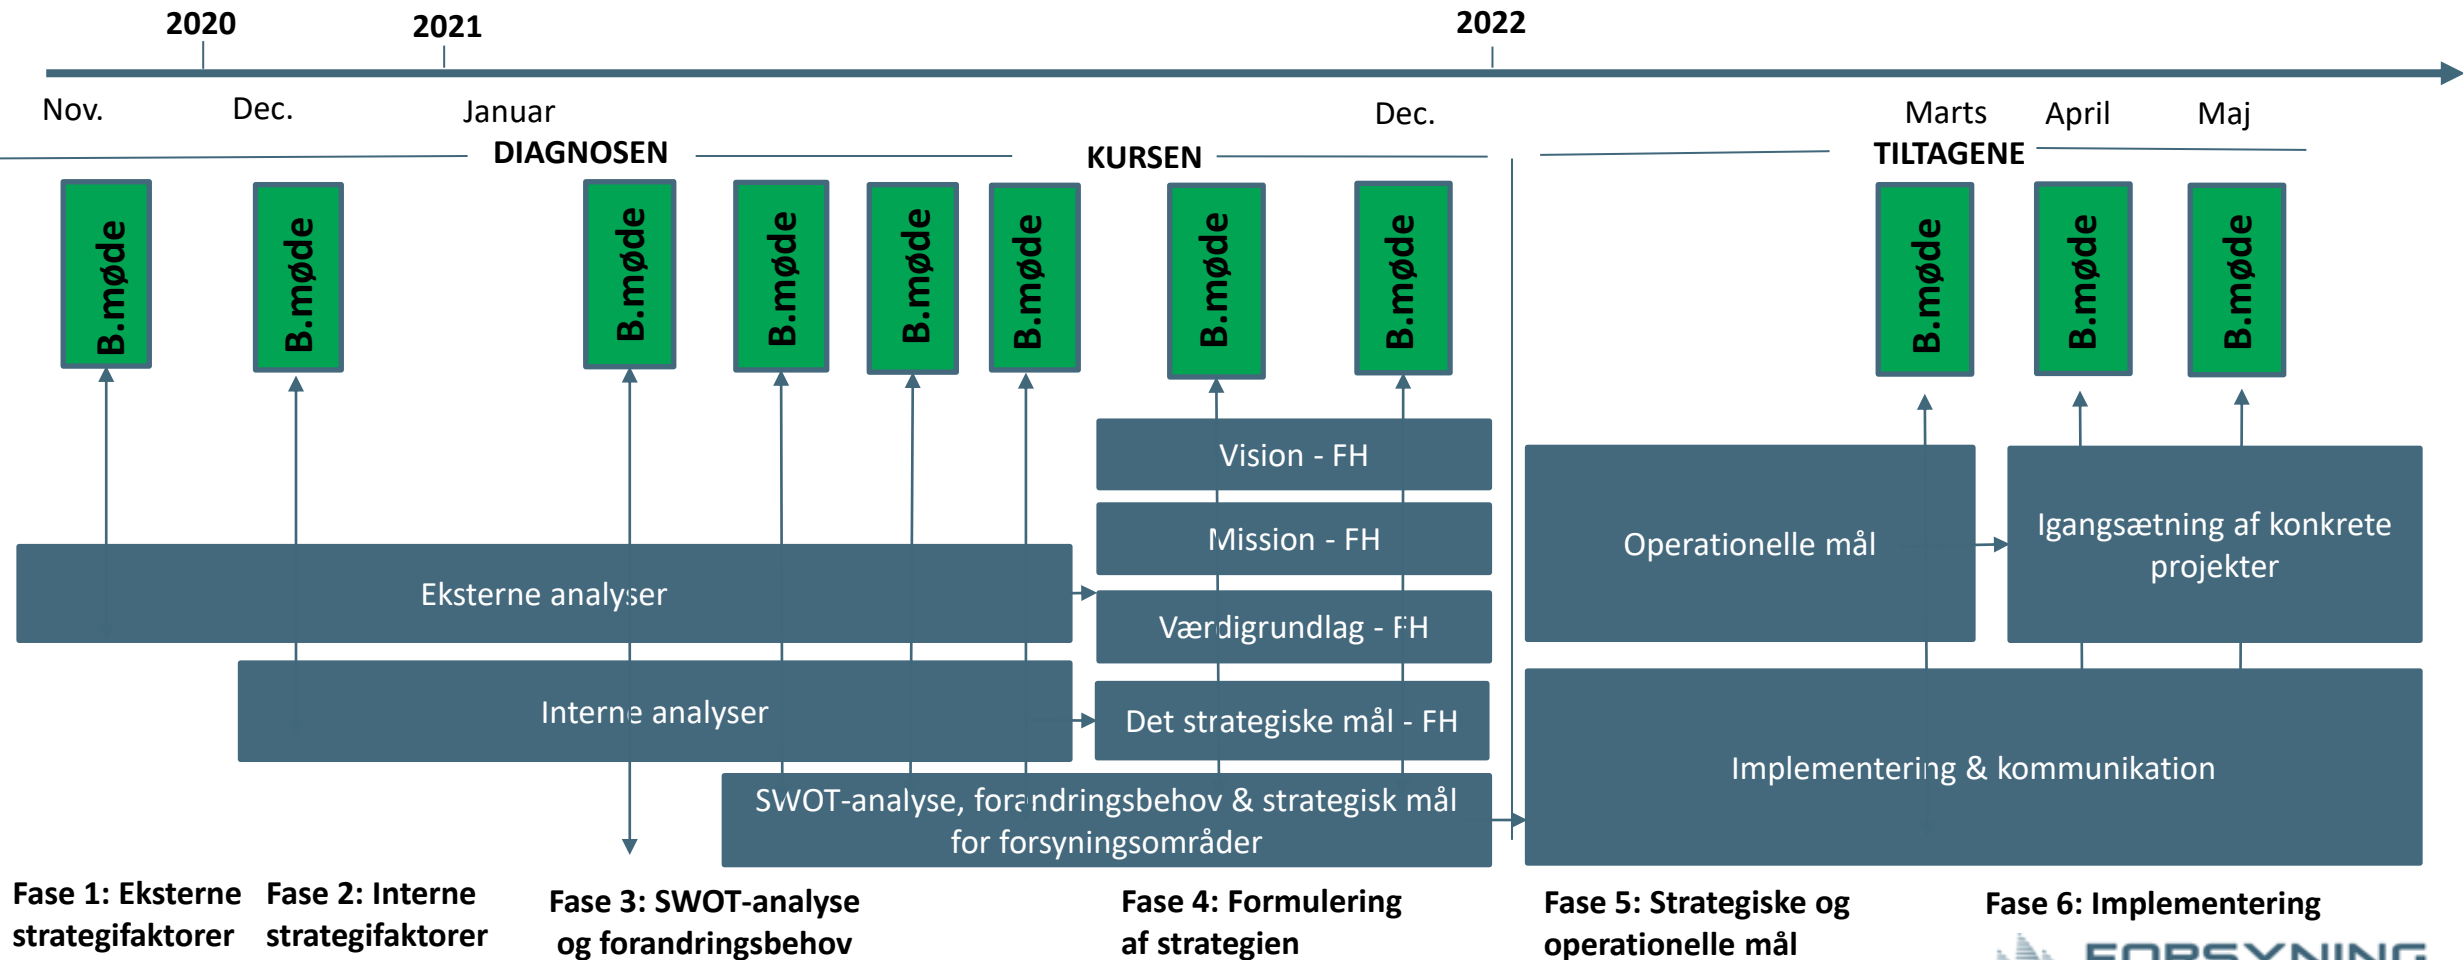 2020
2021
2022
Nov.
Dec.
Januar
Dec.
Marts
April
Maj
DIAGNOSEN
KURSEN
TILTAGENE
B.møde
B.møde
B.møde
B.møde
B.møde
B.møde
B.møde
B.møde
B.møde
B.møde
B.møde
Vision - FH
Mission - FH
Værdigrundlag - FH
Det strategiske mål - FH
Eksterne analyser
Interne analyser
SWOT-analyse, forandringsbehov & strategisk mål
for forsyningsområder
Operationelle mål
Igangsætning af konkrete
projekter
Implementering & kommunikation
Fase 1: Eksterne
strategifaktorer
Fase 2: Interne
strategifaktorer
Fase 3: SWOT-analyse
og forandringsbehov
Fase 4: Formulering
af strategien
Fase 5: Strategiske og
operationelle mål
Fase 6: Implementering
FORSYNING